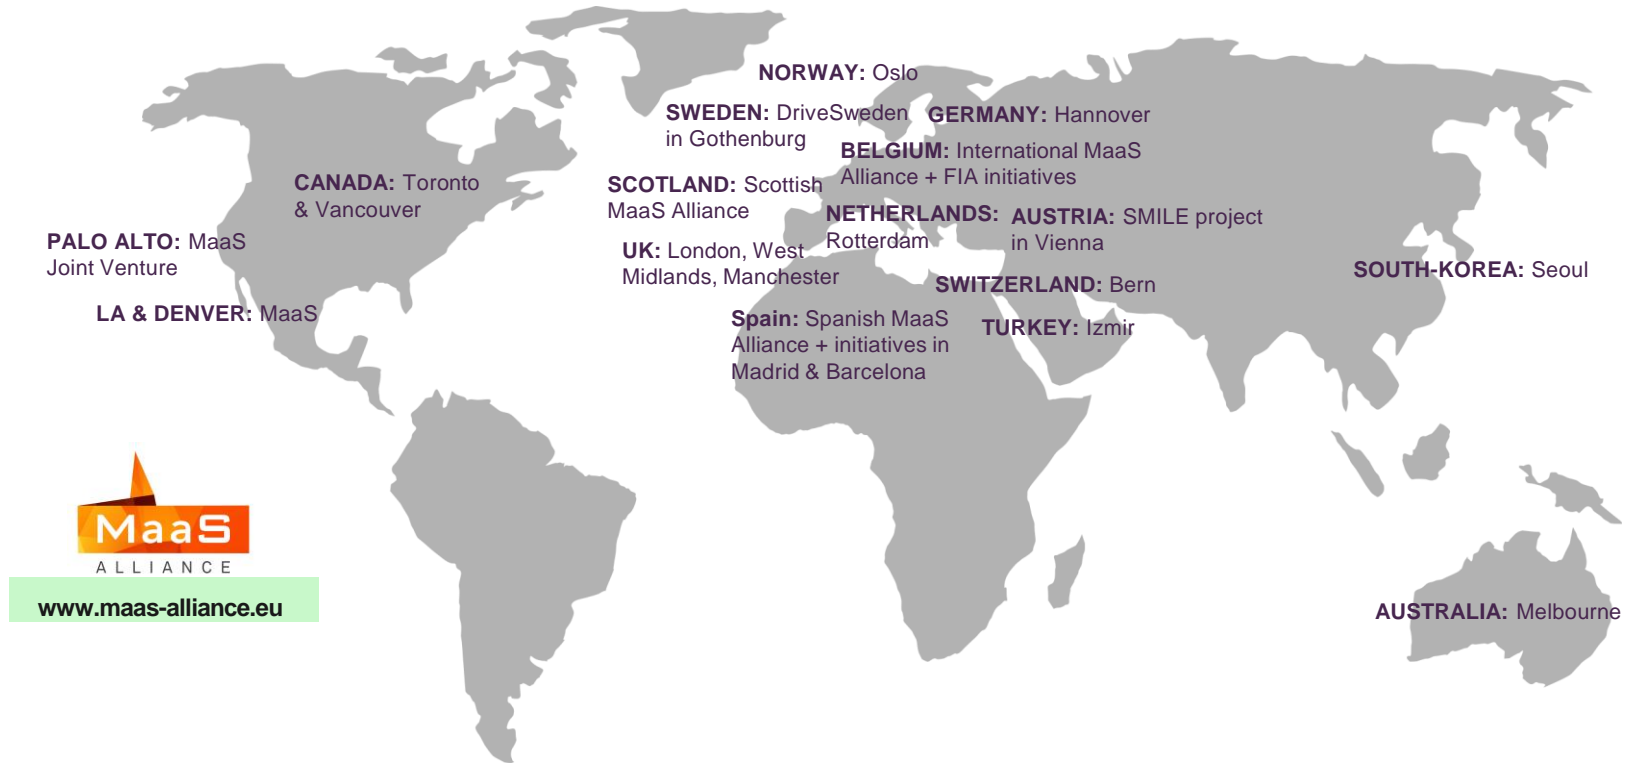 NORWAY: Oslo
SWEDEN: DriveSweden
in Gothenburg
GERMANY: Hannover
BELGIUM: International MaaS
Alliance + FIA initiatives
CANADA: Toronto
& Vancouver
SCOTLAND: Scottish
MaaS Alliance
NETHERLANDS:
Rotterdam
AUSTRIA: SMILE project
in Vienna
PALO ALTO: MaaS
Joint Venture
UK: London, West
Midlands, Manchester
SOUTH-KOREA: Seoul
SWITZERLAND: Bern
LA & DENVER: MaaS
Spain: Spanish MaaS
Alliance + initiatives in
Madrid & Barcelona
TURKEY: Izmir
MaaS
ALLIANCE
www.maas-alliance.eu
AUSTRALIA: Melbourne